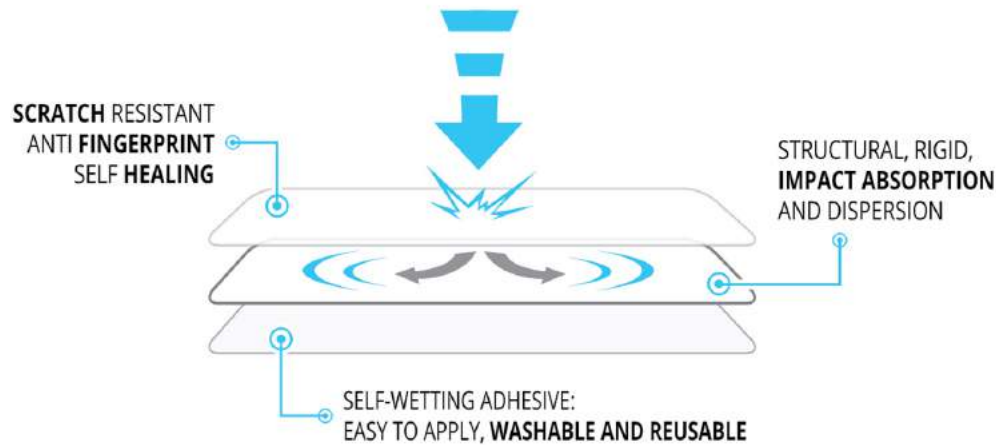 SCRATCH RESISTANT
ANTI FINGERPRINT
SELF HEALING
STRUCTURAL, RIGID,
IMPACT ABSORPTION
AND DISPERSION
SELF-WETTING ADHESIVE:
EASY TO APPLY, WASHABLE AND REUSABLE